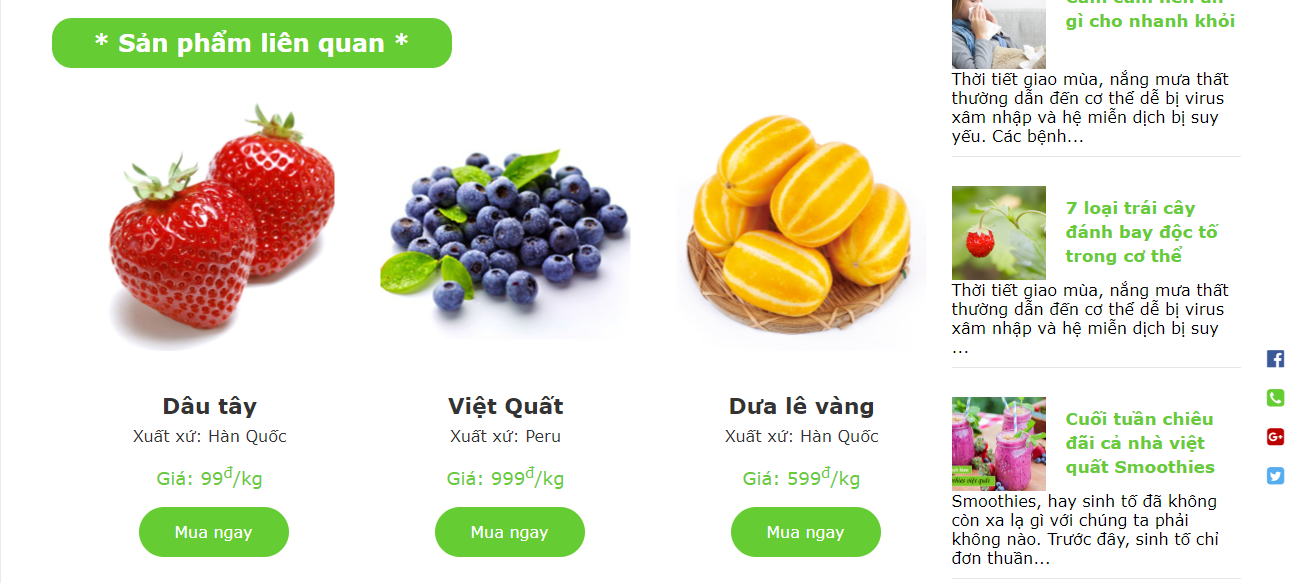 * Sản phẩm liên quan *
Dâu tây
Xuất xứ: Hàn Quốc
Giá: 99đ/kg
Mua ngay
Việt Quất
Xuất xứ: Peru
Giá: 999đ/kg
Mua ngay
Dưa lê vàng
Xuất xứ: Hàn Quốc
Giá: 599đ/kg
Mua ngay
gì cho nhanh khỏi
Thời tiết giao mùa, nắng mưa thất
thường dẫn đến cơ thể dễ bị virus
xâm nhập và hệ miễn dịch bị suy
yếu. Các bệnh...
7 loại trái cây
đánh bay độc tố
trong cơ thể
Thời tiết giao mùa, nắng mưa thất
thường dẫn đến cơ thể dễ bị virus
xâm nhập và hệ miễn dịch bị suy
...
Cuối tuần chiêu
đãi cả nhà việt
quất Smoothies
Smoothies, hay sinh tố đã không
còn xa lạ gì với chúng ta phải
không nào. Trước đây, sinh tố chỉ
đơn thuần...